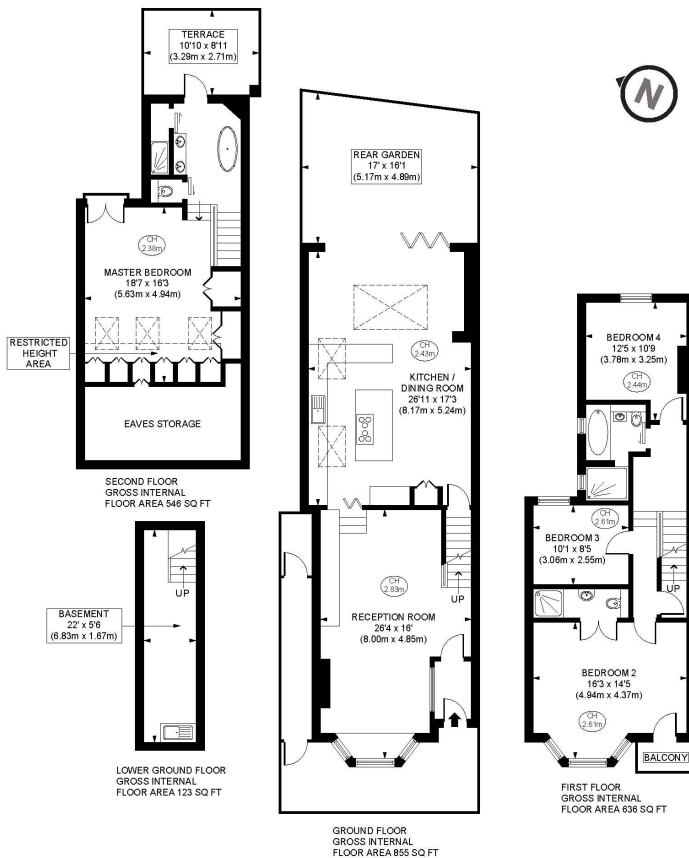 TERRACE
10'10 x 8'11
(3.29m x 2.71m)
N
CH
2.38m
MASTER BEDROOM
18'7 x 16'3
(5.63m x 4.94m)
RESTRICTED
HEIGHT
AREA
EAVES STORAGE
SECOND FLOOR
GROSS INTERNAL
FLOOR AREA 546 SQ FT
UP
BASEMENT
22' x 5'6
(6.83m x 1.67m)
LOWER GROUND FLOOR
GROSS INTERNAL
FLOOR AREA 123 SQ FT
REAR GARDEN
17' x 16'1
(5.17m x 4.89m)
CH
2.43m
KITCHEN /
DINING ROOM
26'11 x 17'3
(8.17m x 5.24m)
CH
2.83m
UP
RECEPTION ROOM
26'4 x 16'
(8.00m x 4.85m)
GROUND FLOOR
GROSS INTERNAL
FLOOR AREA 855 SQ FT
BEDROOM 4
12'5 x 10'9
(3.78m x 3.25m)
CH
2.44m
CH
2.61m
BEDROOM 3
10'1 x 8'5
(3.06m x 2.55m)
UP
BEDROOM 2
16'3 x 14'5
(4.94m x 4.37m)
CH
2.61m
BALCONY
FIRST FLOOR
GROSS INTERNAL
FLOOR AREA 636 SQ FT